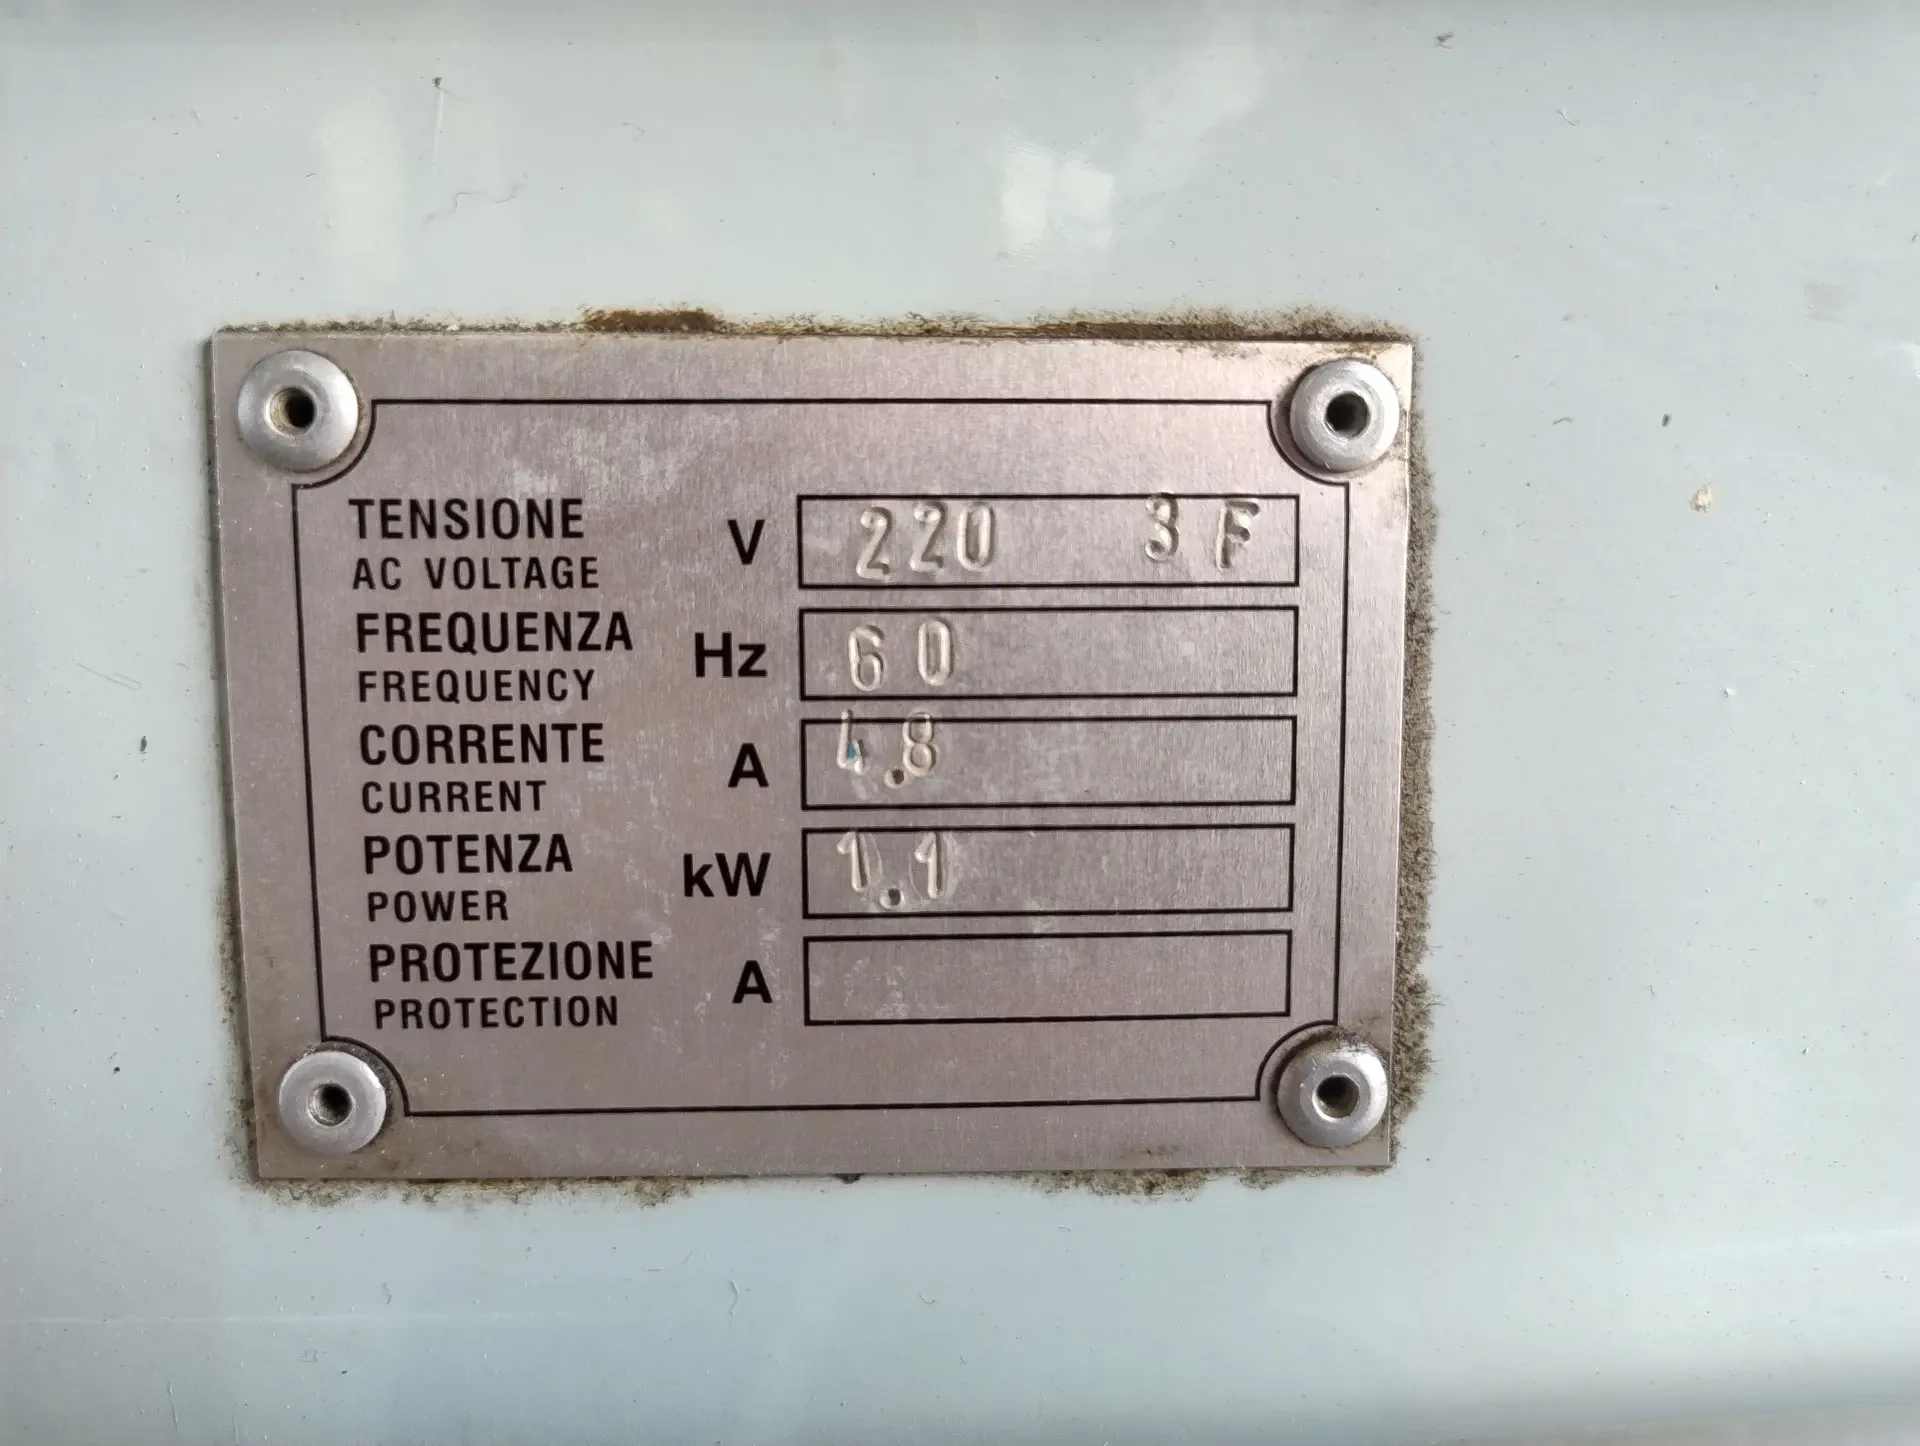 TENSIONE V 220 3 F
AC VOLTAGE
FREQUENZA Hz 60
FREQUENCY
CORRENTE A 4.8
CURRENT
POTENZA kW 1.1
POWER
PROTEZIONE A
PROTECTION